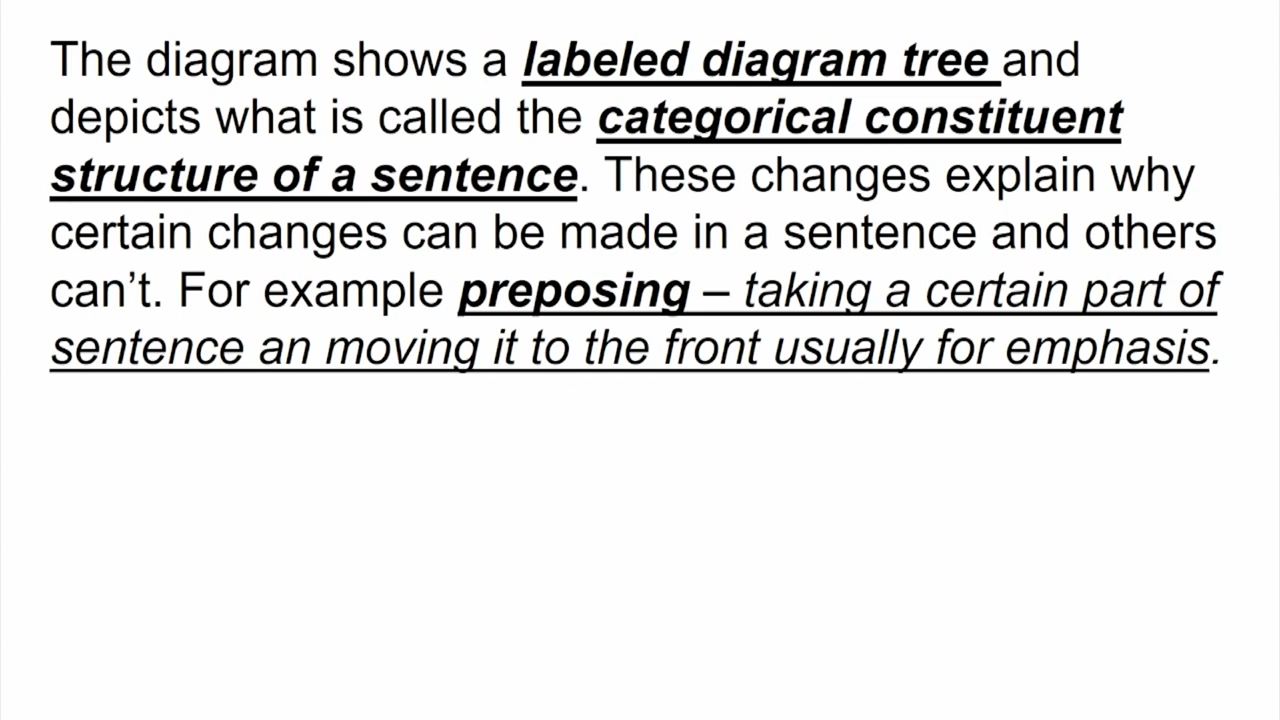 The diagram shows a labeled diagram tree and
depicts what is called the categorical constituent
structure of a sentence. These changes explain why
certain changes can be made in a sentence and others
can’t. For example preposing – taking a certain part of
sentence an moving it to the front usually for emphasis.